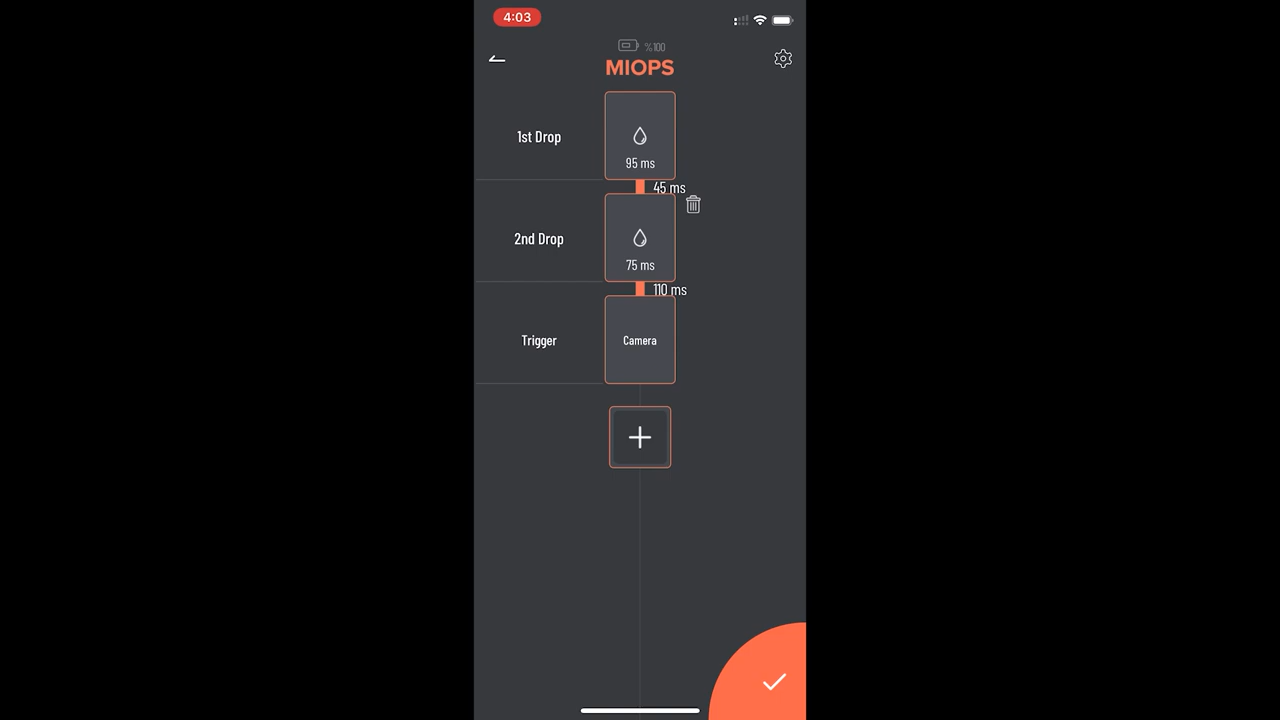 4:03
%100
MIOPS
1st Drop
95 ms
45 ms
2nd Drop
75 ms
110 ms
Trigger
Camera